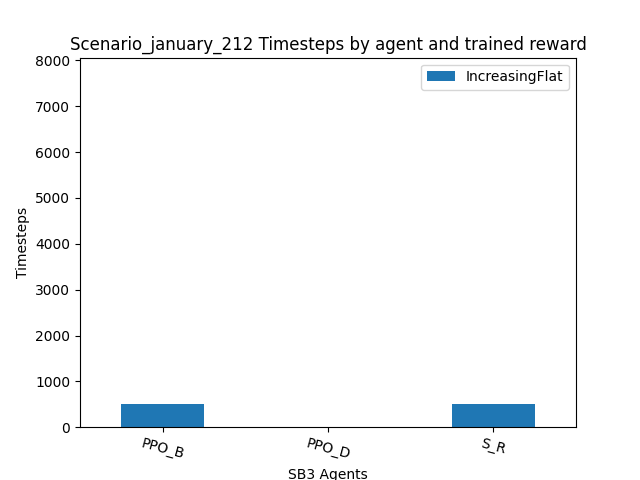 Scenario_january_212 Timesteps by agent and trained reward
IncreasingFlat
8000
7000
6000
5000
4000
3000
2000
1000
0
Timesteps
PPO_B
PPO_D
S_R
SB3 Agents